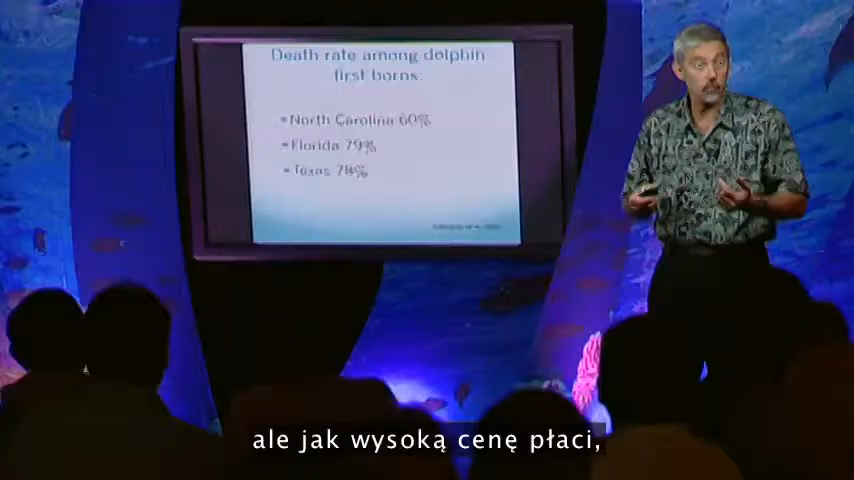 Death rate among dolphin
first borns:
North Carolina 60%
Florida 79%
Texas 78%
ale jak wysoką cenę płaci,